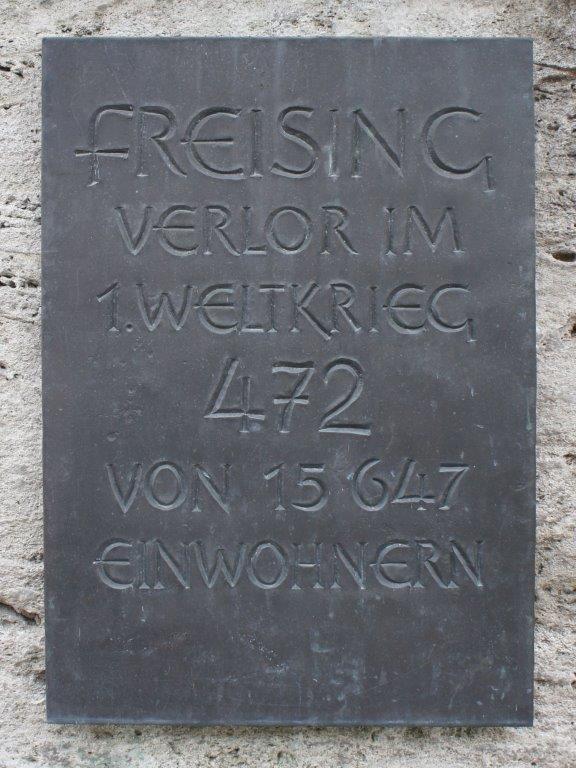 FREISING
VERLOR IM
1. WELTKRIEG
472
VON 15 647
EINWOHNERN